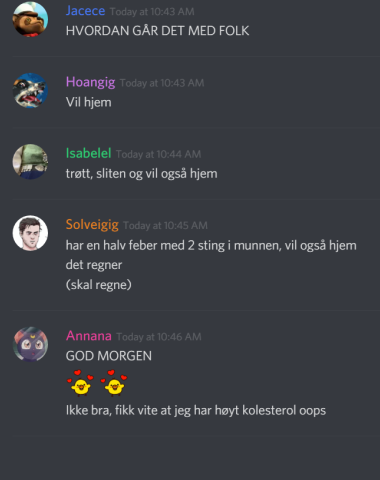 Jacece Today at 10:43 AM
HVORDAN GÅR DET MED FOLK
Hoangig Today at 10:43 AM
Vil hjem
Isabelel Today at 10:44 AM
trøtt, sliten og vil også hjem
Solveigig Today at 10:45 AM
har en halv feber med 2 sting i munnen, vil også hjem
det regner
(skal regne)
Annana Today at 10:46 AM
GOD MORGEN
Ikke bra, fikk vite at jeg har høyt kolesterol oops